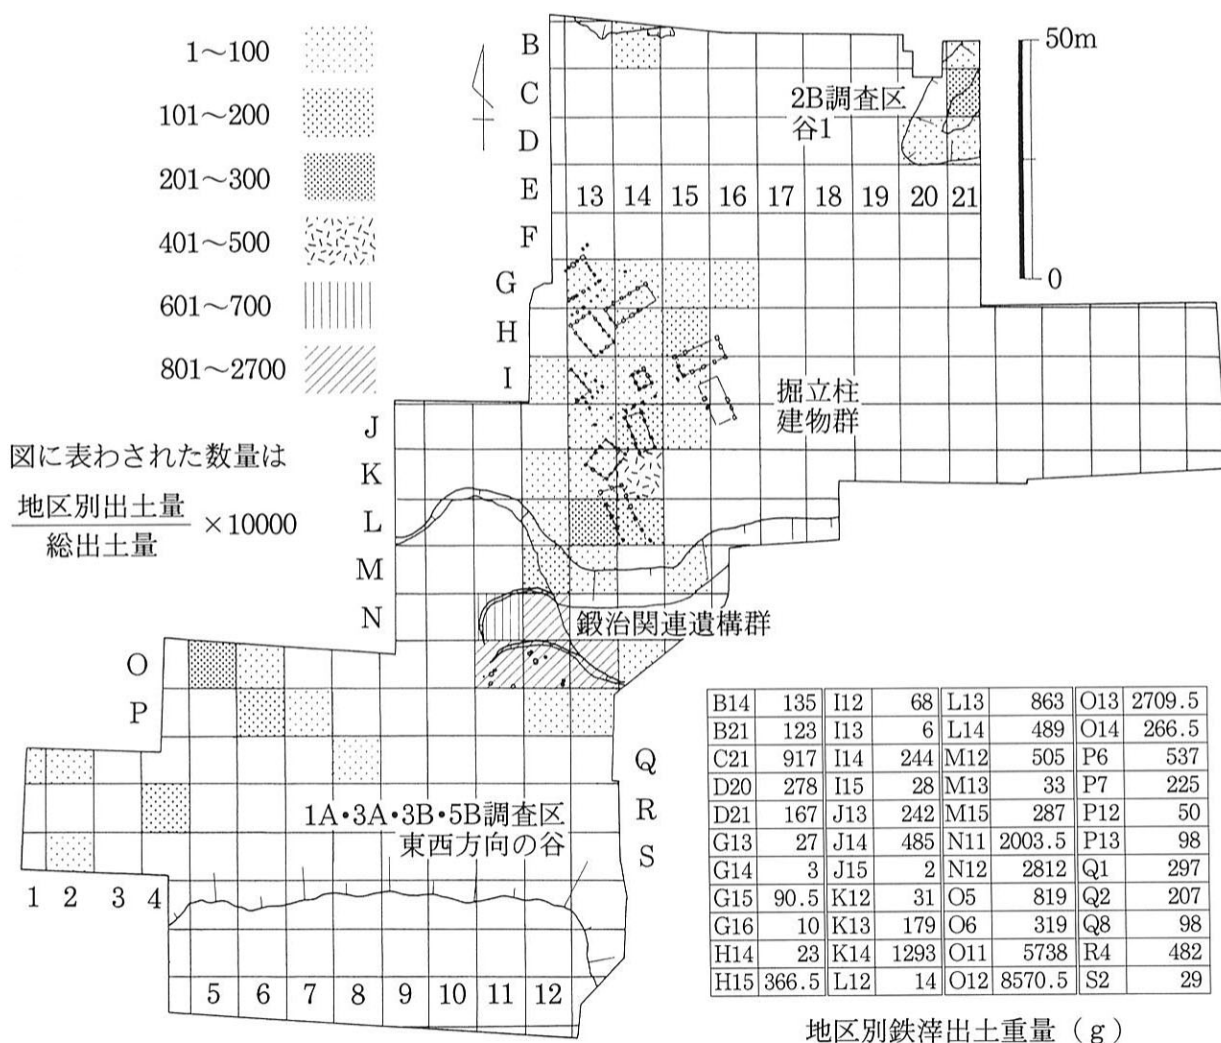 1～100
101～200
201～300
401～500
601～700
801～2700
図に表わされた数量は
地区別出土量
総出土量
×10000
B
C
D
E
F
G
H
I
J
K
L
M
N
O
P
Q
R
S
13 14 15 16 17 18 19 20 21
2B調査区
谷1
50m
0
掘立柱
建物群
鍛冶関連遺構群
1A・3A・3B・5B調査区
東西方向の谷
1 2 3 4
5 6 7 8 9 10 11 12
B14 135 I12 68 L13 863 O13 2709.5
B21 123 I13 6 L14 489 O14 266.5
C21 917 I14 244 M12 505 P6 537
D20 278 I15 28 M13 33 P7 225
D21 167 J13 242 M15 287 P12 50
G13 27 J14 485 N11 2003.5 P13 98
G14 3 J15 2 N12 2812 Q1 297
G15 90.5 K12 31 O5 819 Q2 207
G16 10 K13 179 O6 319 Q8 98
H14 23 K14 1293 O11 5738 R4 482
H15 366.5 L12 14 O12 8570.5 S2 29
地区別鉄滓出土重量（g）